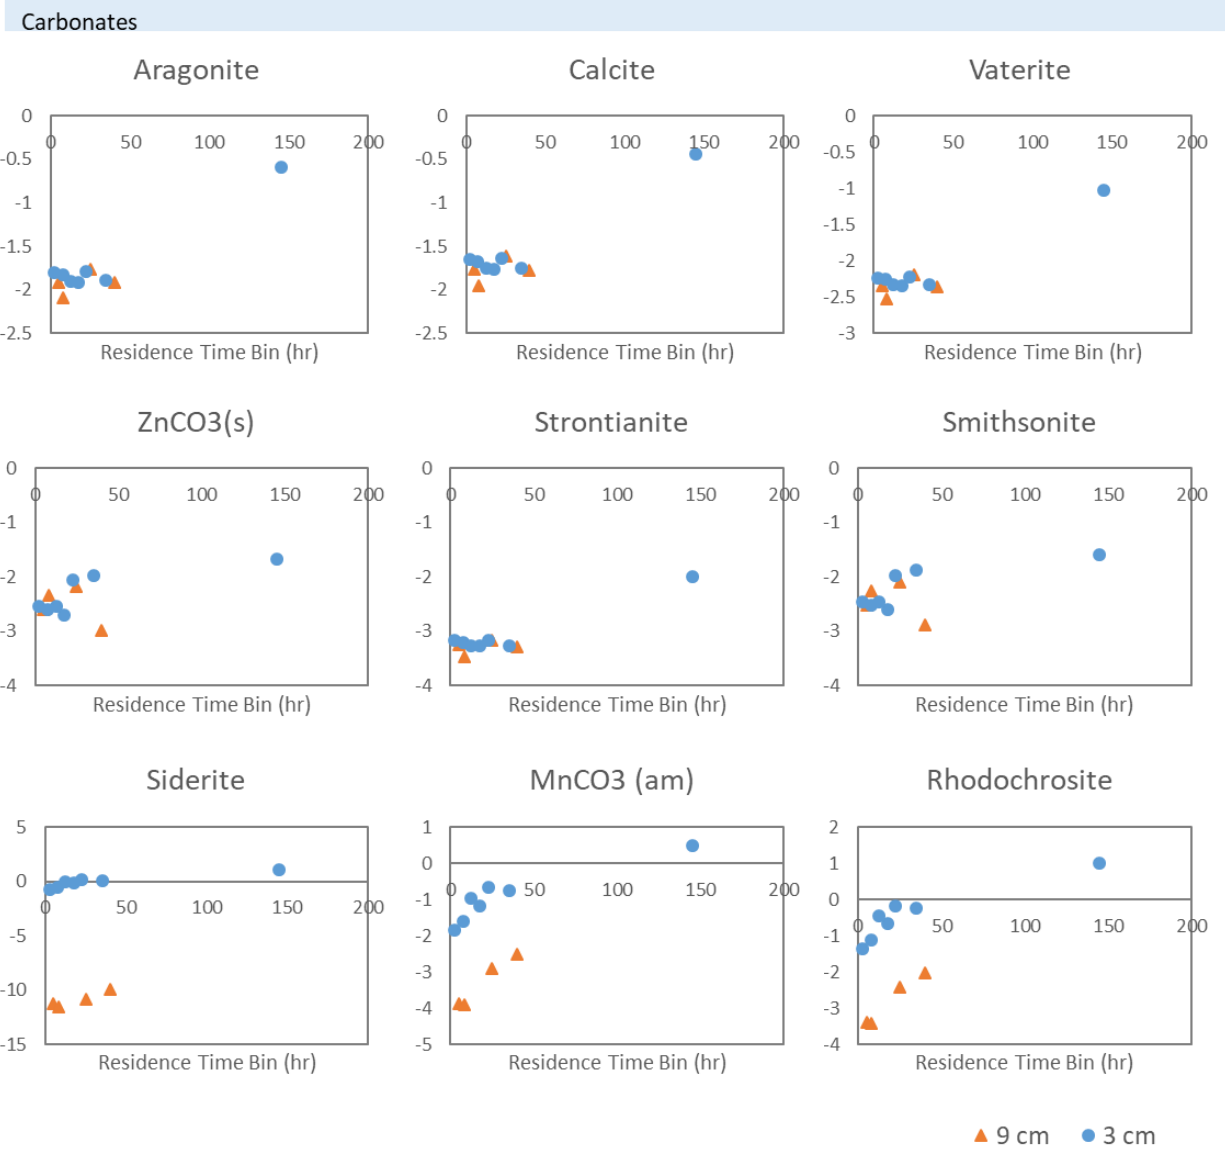 Carbonates
Aragonite Calcite Vaterite
0 0 0
0 50 100 150 200 0 50 100 150 200 0 50 100 150 200
-0.5 -0.5 -0.5
-1 -1 -1
-1.5 -1.5 -1.5
-2 -2 -2
-2.5 -2.5 -2.5
-3
Residence Time Bin (hr) Residence Time Bin (hr) Residence Time Bin (hr)
ZnCO3(s) Strontianite Smithsonite
0 0 0
0 50 100 150 200 0 50 100 150 200 0 50 100 150 200
-1 -1 -1
-2 -2 -2
-3 -3 -3
-4 -4 -4
Residence Time Bin (hr) Residence Time Bin (hr) Residence Time Bin (hr)
Siderite MnCO3 (am) Rhodochrosite
5 1 2
0 0 1
0 50 100 150 200 0 50 100 150 200 0
-5 -1 0 50 100 150 200
-10 -2 -1
-15 -3 -2
-4 -3
-5 -4
Residence Time Bin (hr) Residence Time Bin (hr) Residence Time Bin (hr)
9 cm 3 cm